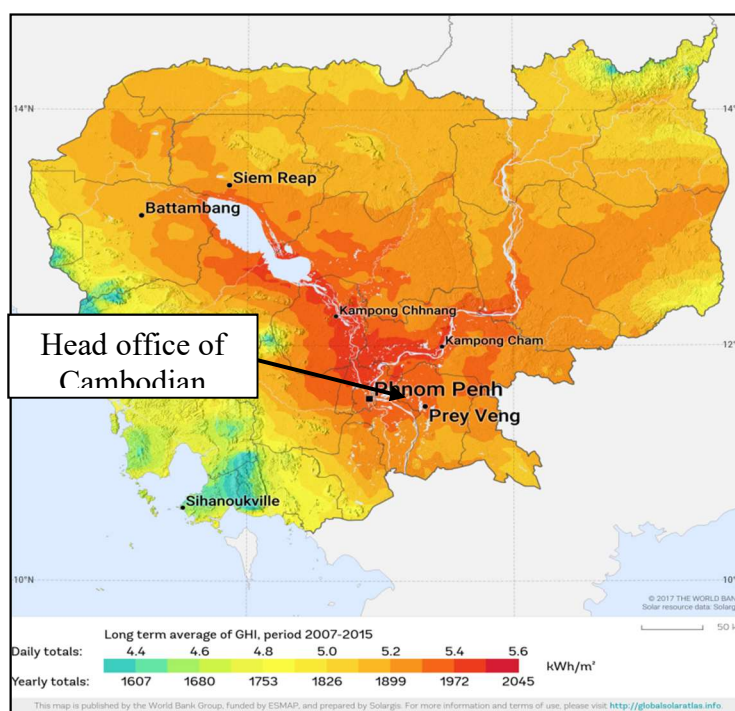 14°N
14°N
Siem Reap
Battambang
Kampong Chhnang
Kampong Cham
12°N
Head office of
Cambodian
Phnom Penh
Prey Veng
Sihanoukville
10°N
10°N
© 2017 THE WORLD BAN
Solar resource data: Solarg
50 k
Long term average of GHI, period 2007-2015
Daily totals: 4.4 4.6 4.8 5.0 5.2 5.4 5.6
kWh/m²
Yearly totals: 1607 1680 1753 1826 1899 1972 2045
This map is published by the World Bank Group, funded by ESMAP, and prepared by Solargis. For more information and terms of use, please visit http://globalsolaratlas.info.